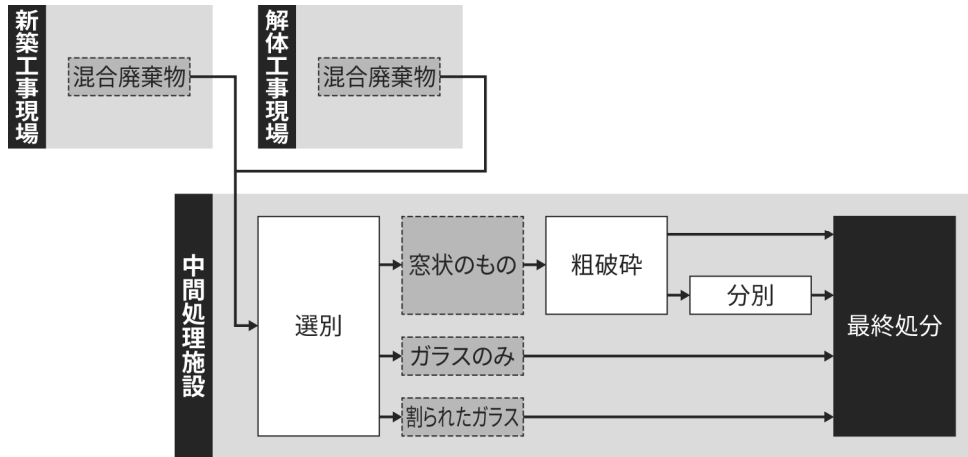 新築工事現場
混合廃棄物
解体工事現場
混合廃棄物
中間処理施設
選別
窓状のもの
粗破砕
分別
ガラスのみ
割られたガラス
最終処分